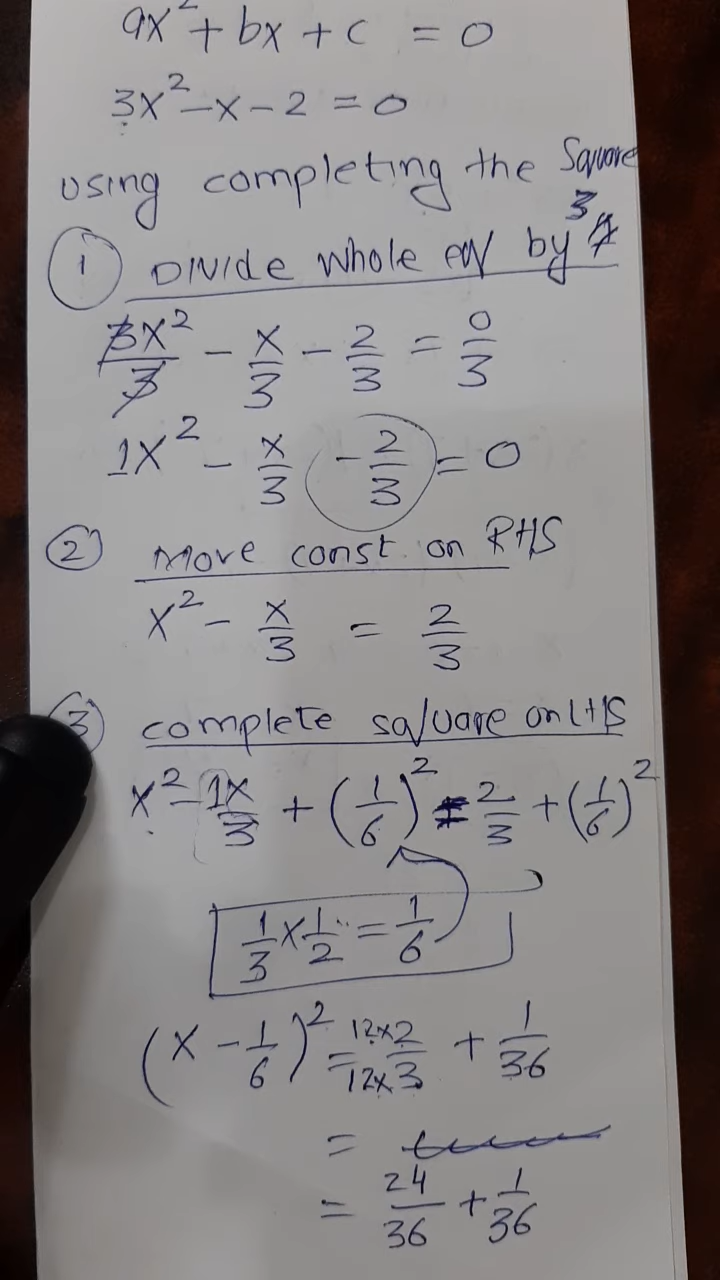 ax² + bx + c = 0
3x² - x - 2 = 0
using completing the Square
① DIVIDE whole eq by 3
3x²/3 - x/3 - 2/3 = 0/3
1x² - x/3 - 2/3 = 0
② Move const. on RHS
x² - x/3 = 2/3
③ complete square on LHS
x² - 1x/3 + (1/6)² = 2/3 + (1/6)²
1/3 × 1/2 = 1/6
(x - 1/6)² = 12×2/12×3 + 1/36
=
= 24/36 + 1/36